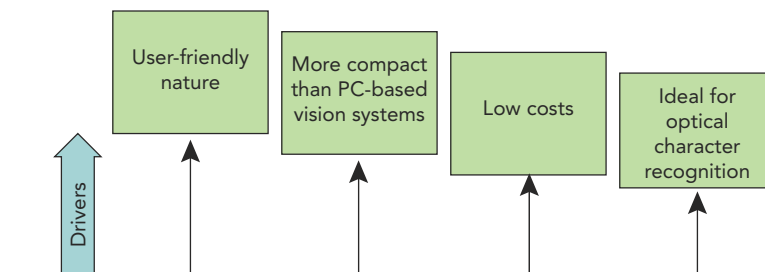 User-friendly
nature
More compact
than PC-based
vision systems
Low costs
Ideal for
optical
character
recognition
Drivers